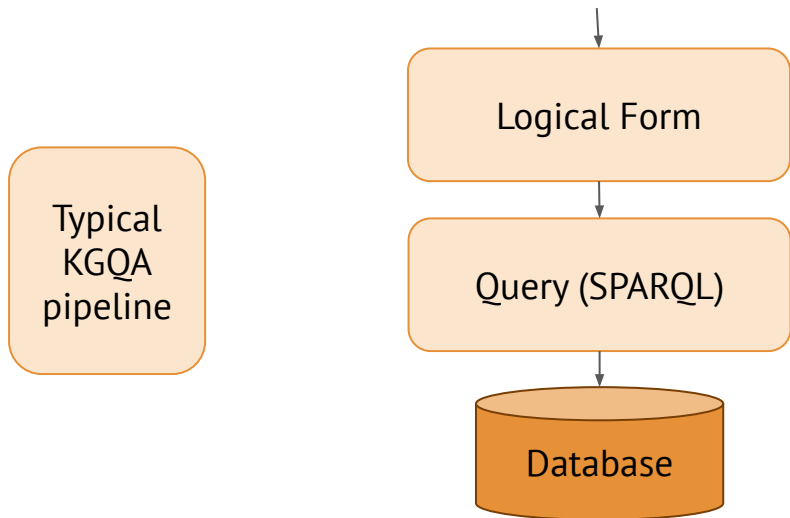 Logical Form
Typical
KGQA
pipeline
Query (SPARQL)
Database